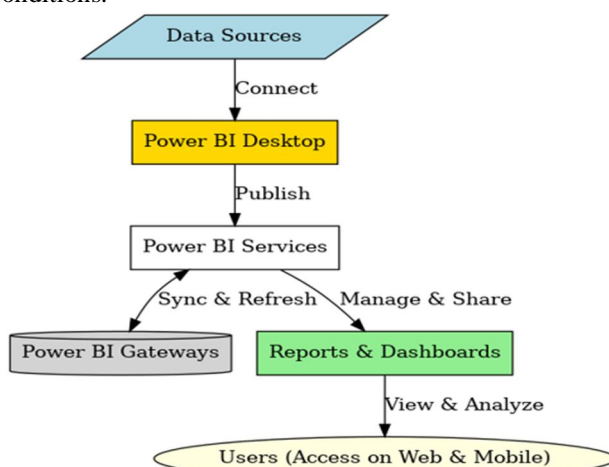 onditions.
Data Sources
Connect
Power BI Desktop
Publish
Power BI Services
Sync & Refresh
Manage & Share
Power BI Gateways
Reports & Dashboards
View & Analyze
Users (Access on Web & Mobile)